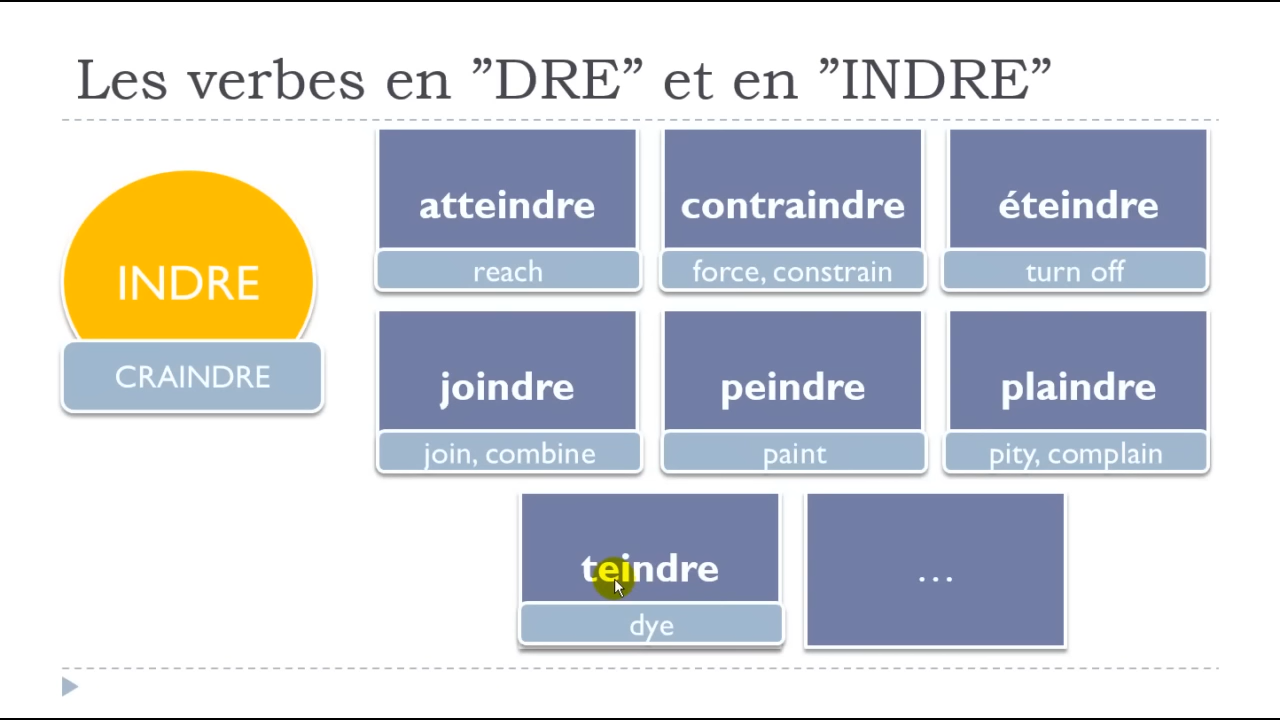 Les verbes en ”DRE” et en ”INDRE”
INDRE
CRAINDRE
atteindre
reach
contraindre
force, constrain
éteindre
turn off
joindre
join, combine
peindre
paint
plaindre
pity, complain
teindre
dye
...